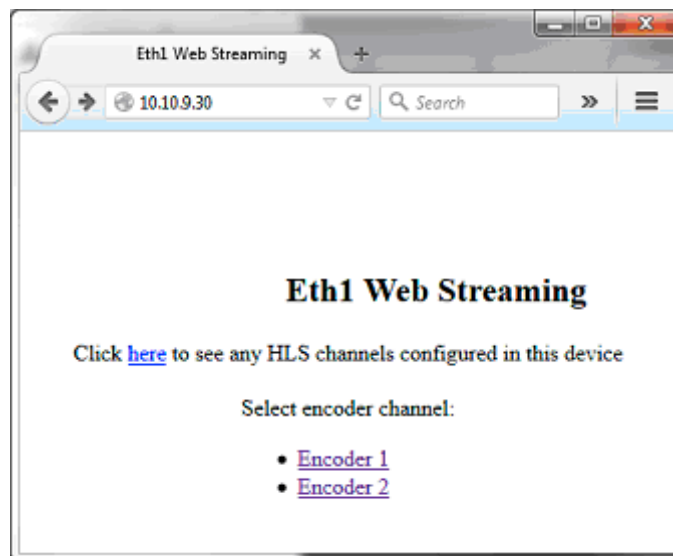 Eth1 Web Streaming
10.10.9.30
Search
Eth1 Web Streaming
Click here to see any HLS channels configured in this device
Select encoder channel:
Encoder 1
Encoder 2